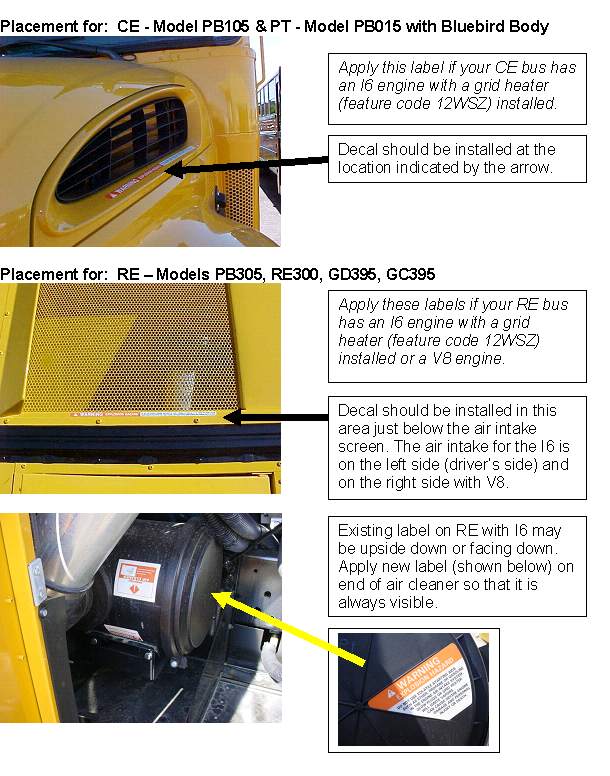 Placement for: CE - Model PB105 & PT - Model PB015 with Bluebird Body
Apply this label if your CE bus has
an I6 engine with a grid heater
(feature code 12WSZ) installed.
Decal should be installed at the
location indicated by the arrow.
WARNING
Placement for: RE – Models PB305, RE300, GD395, GC395
Apply these labels if your RE bus
has an I6 engine with a grid
heater (feature code 12WSZ)
installed or a V8 engine.
WARNING EXPLOSION HAZARD
Decal should be installed in this
area just below the air intake
screen. The air intake for the I6 is
on the left side (driver's side) and
on the right side with V8.
Existing label on RE with I6 may
be upside down or facing down.
Apply new label (shown below) on
end of air cleaner so that it is
always visible.
WARNING
EXPLOSION HAZARD